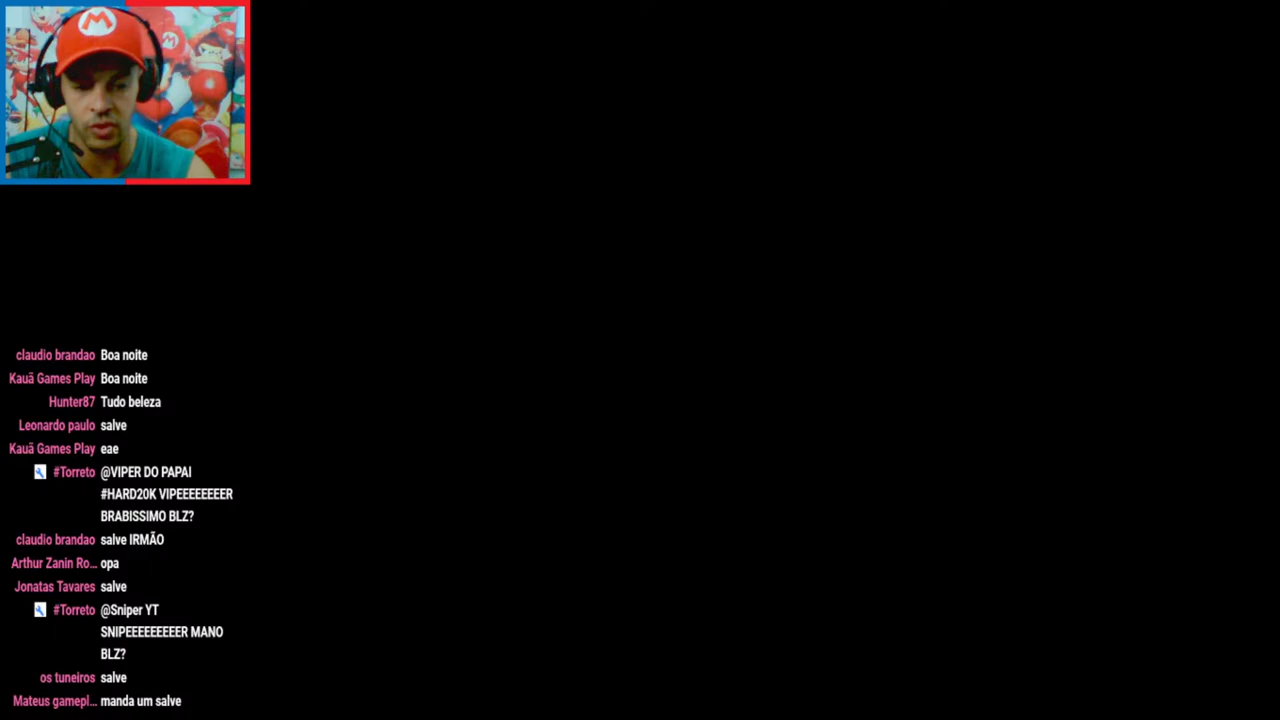 M
claudio brandao Boa noite
Kauã Games Play Boa noite
Hunter87 Tudo beleza
Leonardo paulo salve
Kauã Games Play eae
#Torreto @VIPER DO PAPAI
#HARD20K VIPEEEEEEEER
BRABISSIMO BLZ?
claudio brandao salve IRMÃO
Arthur Zanin Ro... opa
Jonatas Tavares salve
#Torreto @Sniper YT
SNIPEEEEEEEEER MANO
BLZ?
os tuneiros salve
Mateus gamepl... manda um salve